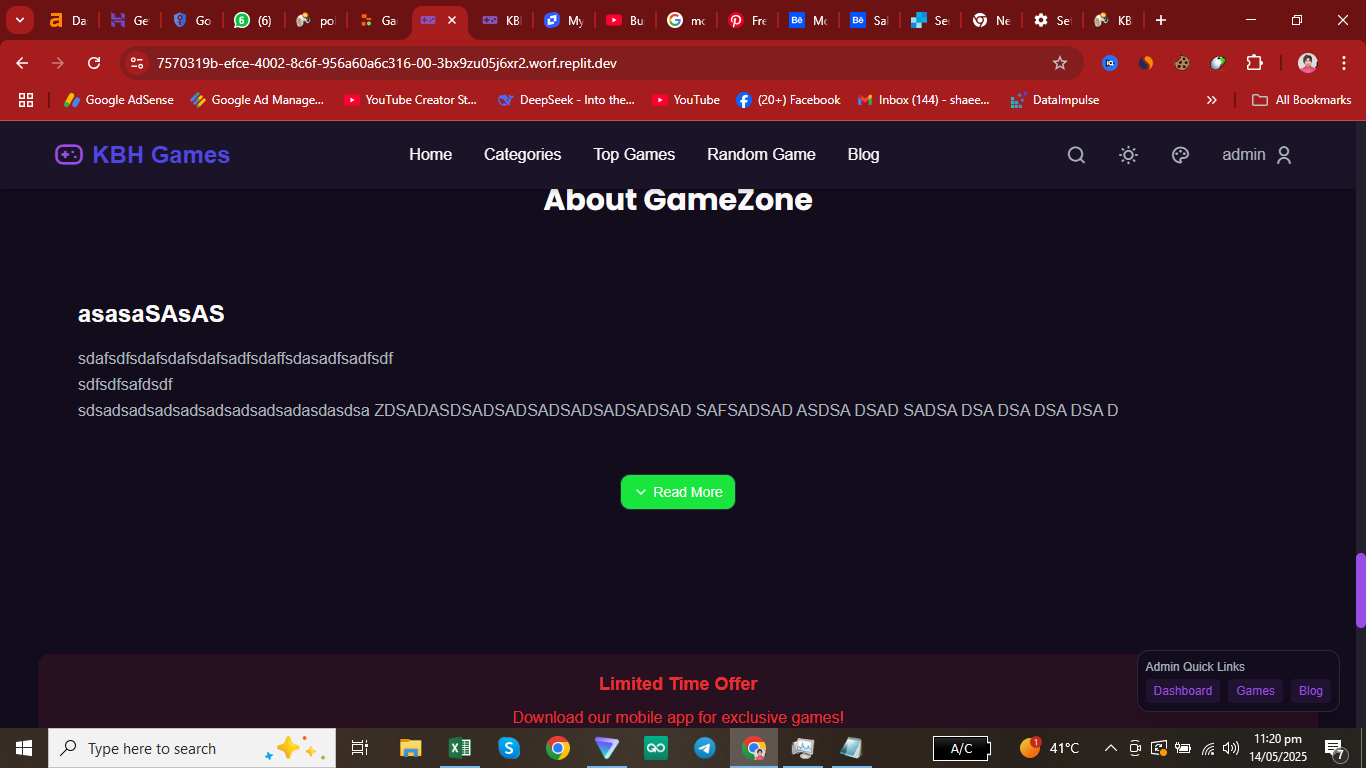 Da
Ge
Go
(6)
po
Ga
KB
My
Bu
mo
Fre
Mo
Sal
Se
Ne
Set
KB
7570319b-efce-4002-8c6f-956a60a6c316-00-3bx9zu05j6xr2.worf.replit.dev
Google AdSense
Google Ad Manage...
YouTube Creator St...
DeepSeek - Into the...
YouTube
(20+) Facebook
Inbox (144) - shaee...
DataImpulse
All Bookmarks
KBH Games
Home
Categories
Top Games
Random Game
Blog
admin
About GameZone
asasaSAsAS
sdafsdfsdafsdafsdafsadfsdaffsdasadfsadfsdf
sdfsdfsafdsdf
sdsadsadsadsadsadsadsadsadasdasdsa ZDSADASDSADSADSADSADSADSADSAD SAFSADSAD ASDSA DSAD SADSA DSA DSA DSA DSA D
Read More
Limited Time Offer
Download our mobile app for exclusive games!
Admin Quick Links
Dashboard
Games
Blog
Type here to search
A/C
1
41°C
11:20 pm
14/05/2025
7